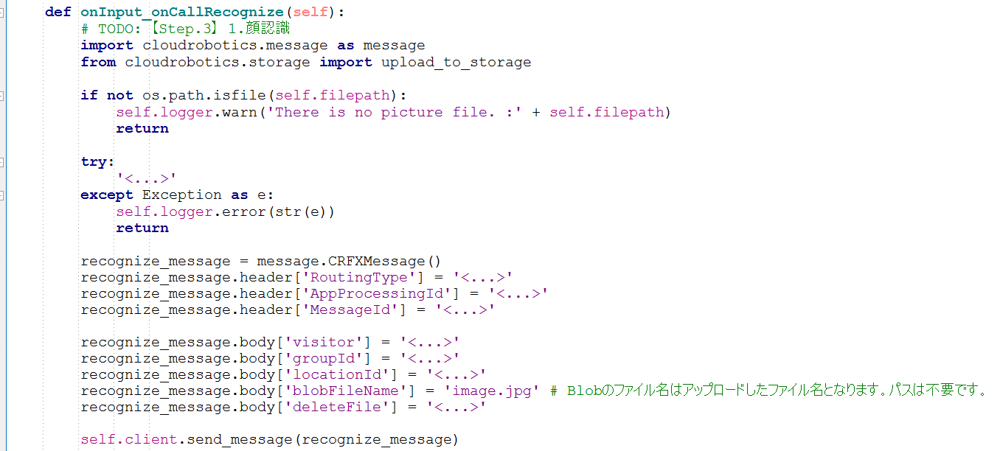 def onInput_onCallRecognize(self):
# TODO:【Step.3】1.顔認識
import cloudrobotics.message as message
from cloudrobotics.storage import upload_to_storage
if not os.path.isfile(self.filepath):
self.logger.warn('There is no picture file. :' + self.filepath)
return
try:
'<...>'
except Exception as e:
self.logger.error(str(e))
return
recognize_message = message.CRFXMessage()
recognize_message.header['RoutingType'] = '<...>'
recognize_message.header['AppProcessingId'] = '<...>'
recognize_message.header['MessageId'] = '<...>'
recognize_message.body['visitor'] = '<...>'
recognize_message.body['groupId'] = '<...>'
recognize_message.body['locationId'] = '<...>'
recognize_message.body['blobFileName'] = 'image.jpg' # Blobのファイル名はアップロードしたファイル名となります。パスは不要です。
recognize_message.body['deleteFile'] = '<...>'
self.client.send_message(recognize_message)